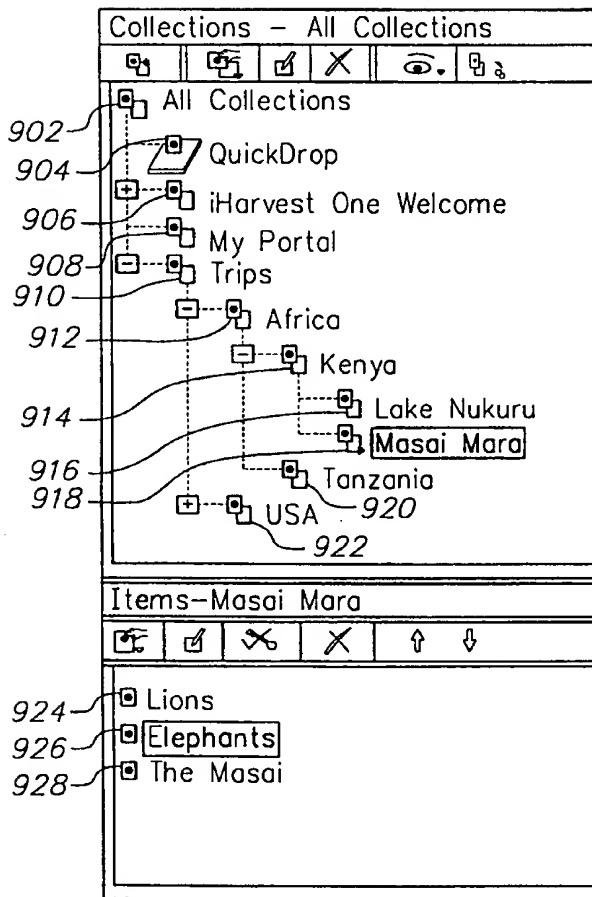 Collections – All Collections
902 All Collections
904 QuickDrop
+ 906 iHarvest One Welcome
908 My Portal
- 910 Trips
- 912 Africa
- 914 Kenya
916 Lake Nukuru
918 Masai Mara
Tanzania 920
+ USA 922
Items–Masai Mara
924 Lions
926 Elephants
928 The Masai